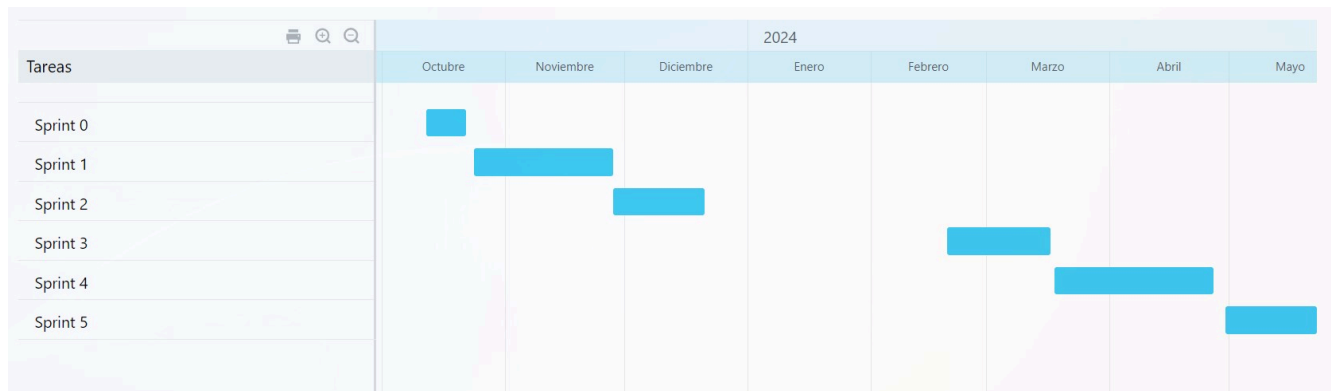 2024
Tareas
Octubre Noviembre Diciembre Enero Febrero Marzo Abril Mayo
Sprint 0
Sprint 1
Sprint 2
Sprint 3
Sprint 4
Sprint 5